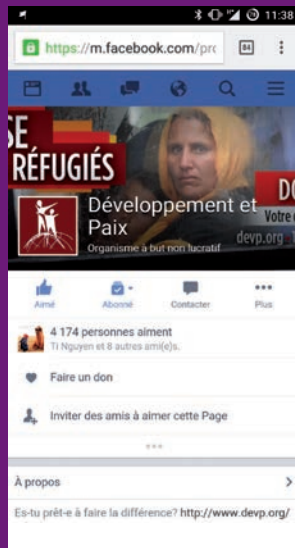 11:38
https://m.facebook.com/pro
84
SE
RÉFUGIÉS
DO
Votre
devp.org
Développement et
Paix
Organisme à but non lucratif
Aimé
Abonné
Contacter
Plus
4 174 personnes aiment
Ti Nguyen et 8 autres ami(e)s.
Faire un don
Inviter des amis à aimer cette Page
À propos
Es-tu prêt-e à faire la différence? http://www.devp.org/